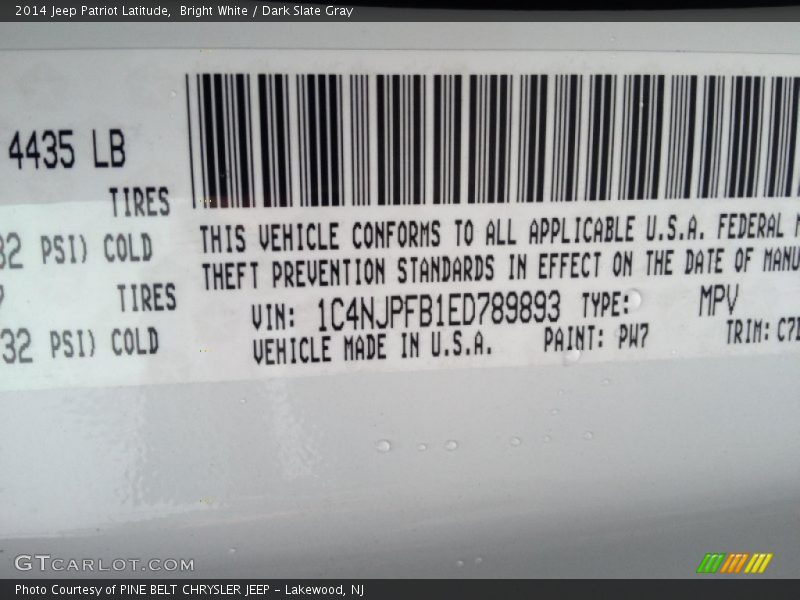 2014 Jeep Patriot Latitude,  Bright White / Dark Slate Gray
4435 LB
TIRES
32 PSI) COLD
TIRES
32 PSI) COLD
THIS VEHICLE CONFORMS TO ALL APPLICABLE U.S.A. FEDERAL
THEFT PREVENTION STANDARDS IN EFFECT ON THE DATE OF MANU
VIN: 1C4NJPFB1ED789893 TYPE: MPV
VEHICLE MADE IN U.S.A. PAINT: PW7 TRIM: C7
GTCARLOT.COM
Photo Courtesy of PINE BELT CHRYSLER JEEP - Lakewood, NJ